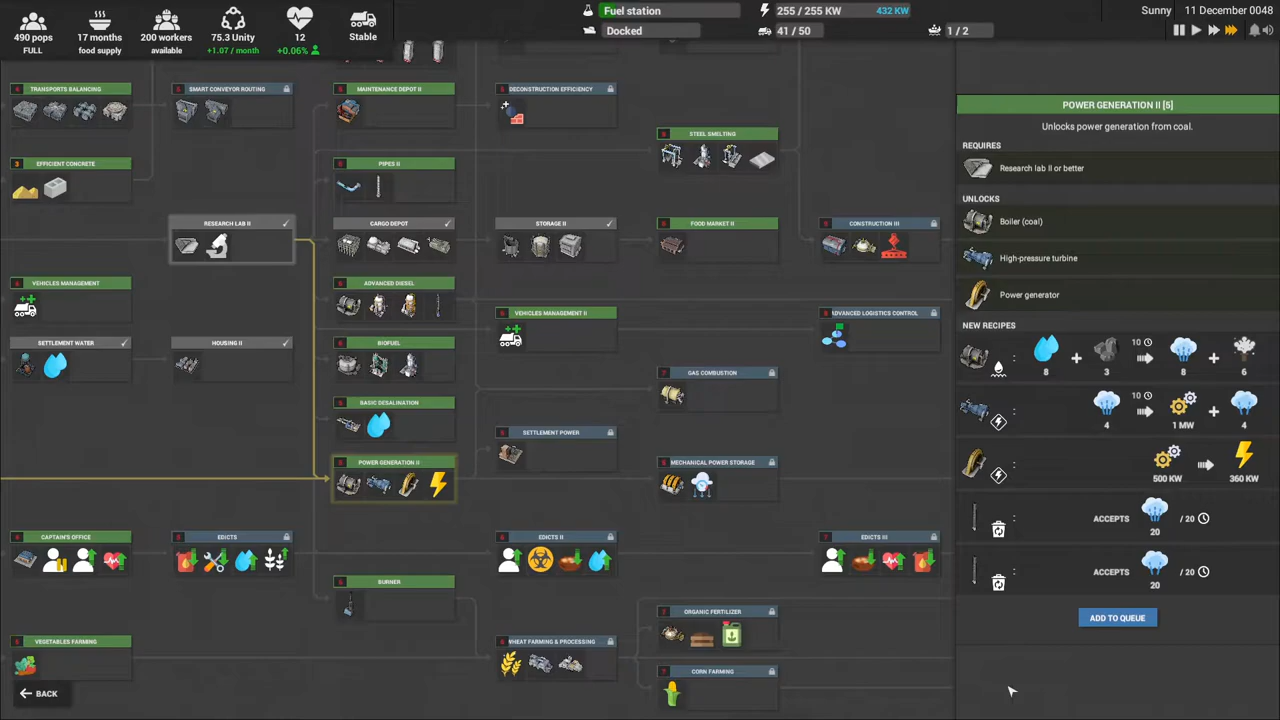 490 pops
FULL
17 months
food supply
200 workers
available
75.3 Unity
+1.07 / month
12
+0.06%
Stable
Fuel station
Docked
255 / 255 KW
432 KW
41 / 50
1 / 2
Sunny
11 December 0048
4 TRANSPORTS BALANCING
SMART CONVEYOR ROUTING
MAINTENANCE DEPOT II
DECONSTRUCTION EFFICIENCY
STEEL SMELTING
3 EFFICIENT CONCRETE
PIPES II
RESEARCH LAB II
CARGO DEPOT
STORAGE II
FOOD MARKET II
CONSTRUCTION III
VEHICLES MANAGEMENT
ADVANCED DIESEL
VEHICLES MANAGEMENT II
ADVANCED LOGISTICS CONTROL
SETTLEMENT WATER
HOUSING II
BIOFUEL
7 GAS COMBUSTION
BASIC DESALINATION
SETTLEMENT POWER
POWER GENERATION II
MECHANICAL POWER STORAGE
4 CAPTAIN'S OFFICE
EDICTS
EDICTS II
7 EDICTS III
BURNER
7 ORGANIC FERTILIZER
VEGETABLES FARMING
WHEAT FARMING & PROCESSING
7 CORN FARMING
BACK
POWER GENERATION II [5]
Unlocks power generation from coal.
REQUIRES
Research lab II or better
UNLOCKS
Boiler (coal)
High-pressure turbine
Power generator
NEW RECIPES
: 8 + 3 10 8 + 6
: 4 10 1 MW + 4
: 500 KW 360 KW
: ACCEPTS 20 / 20
: ACCEPTS 20 / 20
ADD TO QUEUE